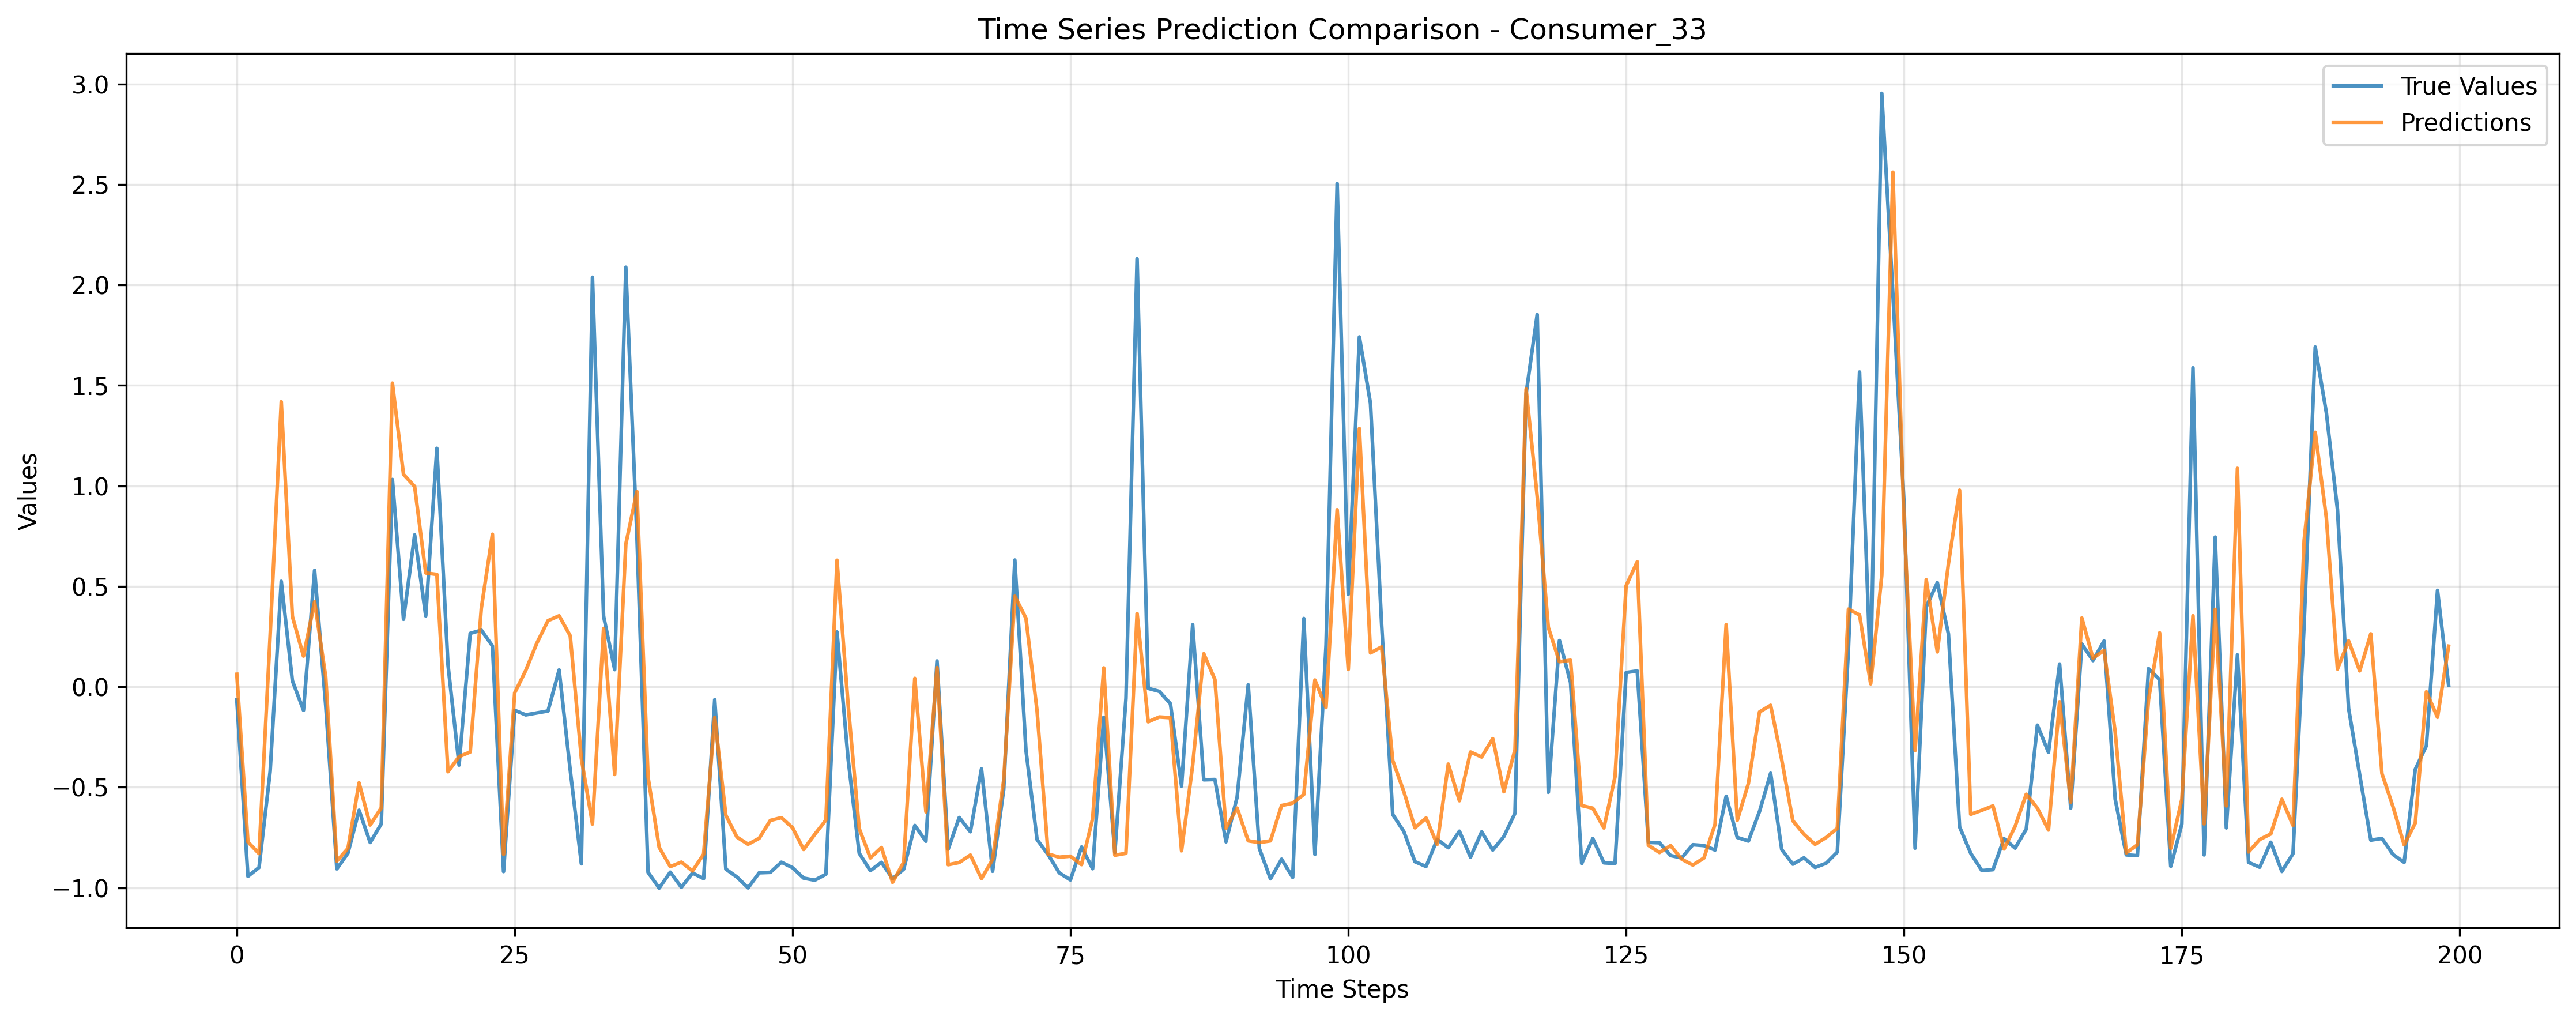 Time Series Prediction Comparison - Consumer_33
True Values
Predictions
3.0
2.5
2.0
1.5
1.0
0.5
0.0
−0.5
−1.0
Values
0 25 50 75 100 125 150 175 200
Time Steps